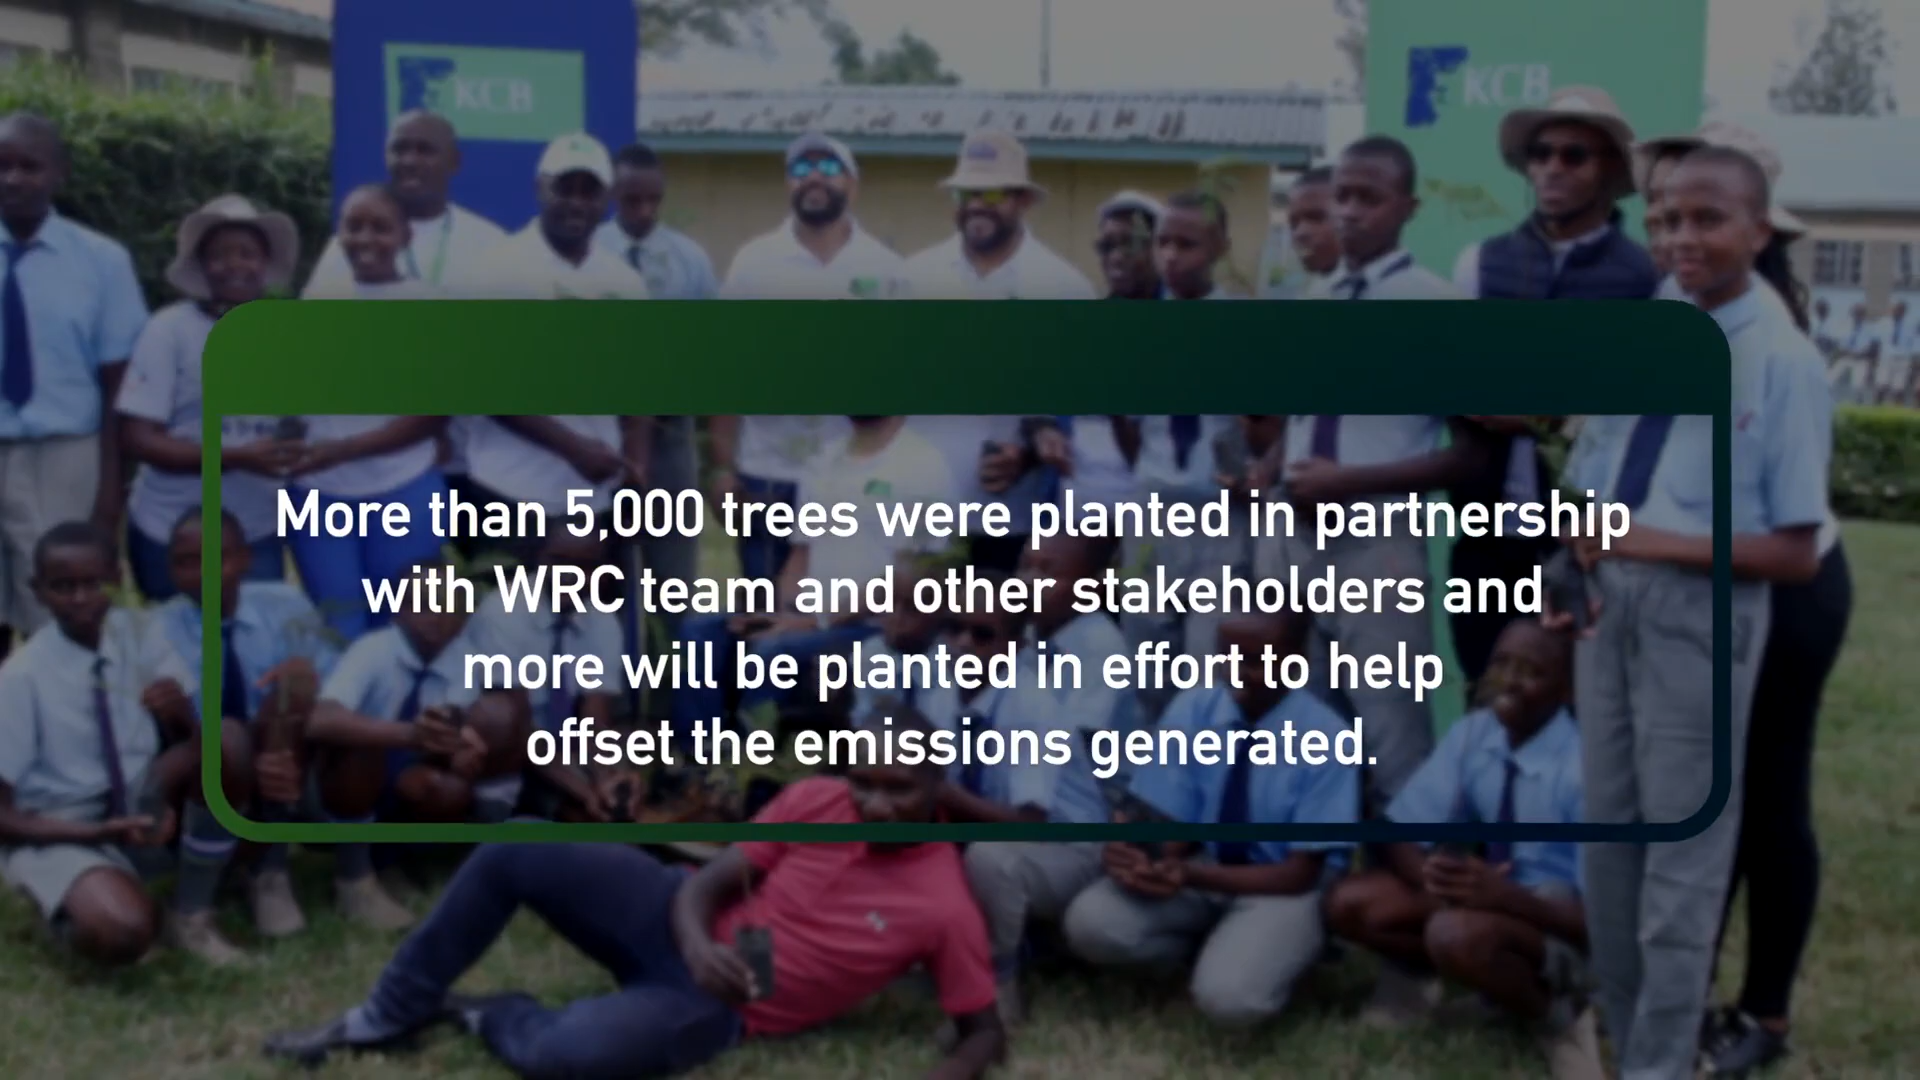 KCB
KCB
More than 5,000 trees were planted in partnership
with WRC team and other stakeholders and
more will be planted in effort to help
offset the emissions generated.